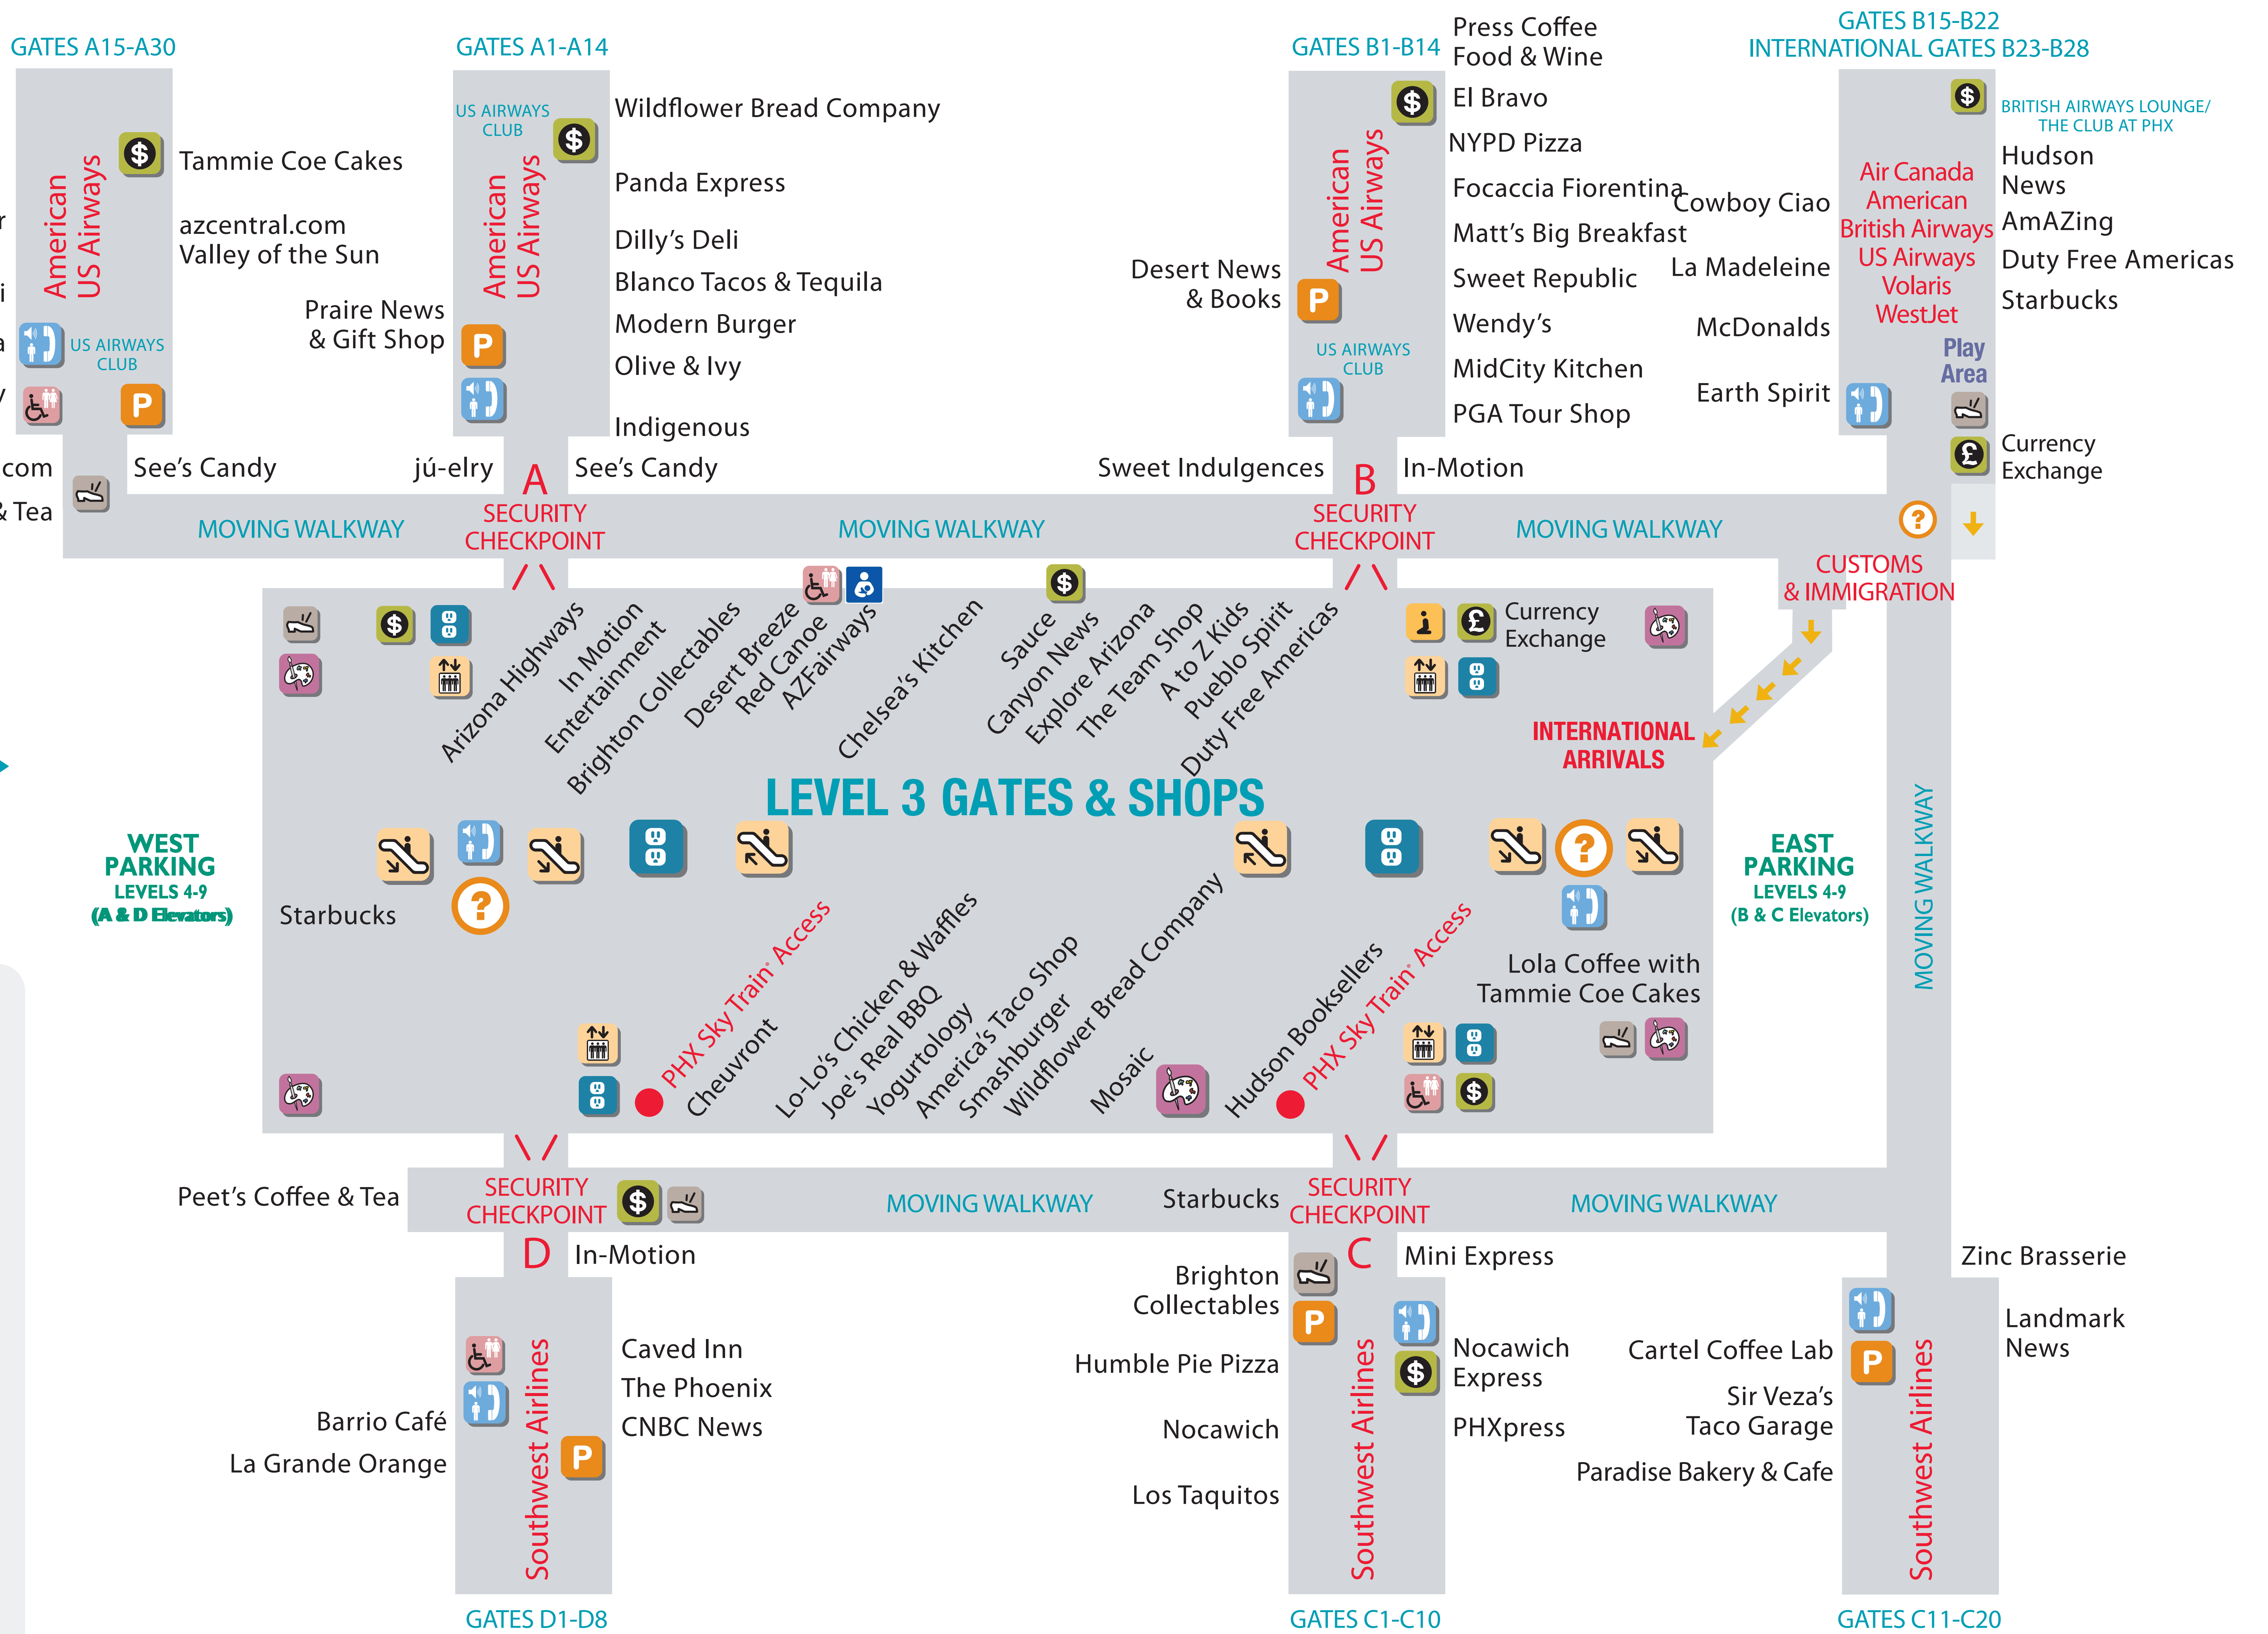 GATES A15-A30
GATES A1-A14
GATES B1-B14
GATES B15-B22
INTERNATIONAL GATES B23-B28
American
US Airways
US AIRWAYS
CLUB
Tammie Coe Cakes
azcentral.com
Valley of the Sun
See's Candy
com
& Tea
US AIRWAYS
CLUB
American
US Airways
Praire News
& Gift Shop
jú-elry
Wildflower Bread Company
Panda Express
Dilly's Deli
Blanco Tacos & Tequila
Modern Burger
Olive & Ivy
Indigenous
See's Candy
American
US Airways
US AIRWAYS
CLUB
Desert News
& Books
Sweet Indulgences
Press Coffee
Food & Wine
El Bravo
NYPD Pizza
Focaccia Fiorentina
Matt's Big Breakfast
Sweet Republic
Wendy's
MidCity Kitchen
PGA Tour Shop
In-Motion
Cowboy Ciao
La Madeleine
McDonalds
Earth Spirit
Air Canada
American
British Airways
US Airways
Volaris
WestJet
Play
Area
BRITISH AIRWAYS LOUNGE/
THE CLUB AT PHX
Hudson
News
AmAZing
Duty Free Americas
Starbucks
Currency
Exchange
MOVING WALKWAY
A
SECURITY
CHECKPOINT
MOVING WALKWAY
B
SECURITY
CHECKPOINT
MOVING WALKWAY
CUSTOMS
& IMMIGRATION
Arizona Highways
In Motion
Entertainment
Brighton Collectables
Desert Breeze
Red Canoe
AZFairways
Chelsea's Kitchen
Sauce
Canyon News
Explore Arizona
The Team Shop
A to Z Kids
Pueblo Spirit
Duty Free Americas
Currency
Exchange
INTERNATIONAL
ARRIVALS
LEVEL 3 GATES & SHOPS
WEST
PARKING
LEVELS 4-9
(A & D Elevators)
Starbucks
EAST
PARKING
LEVELS 4-9
(B & C Elevators)
MOVING WALKWAY
PHX Sky Train® Access
Cheuvront
Lo-Lo's Chicken & Waffles
Joe's Real BBQ
Yogurtology
America's Taco Shop
Smashburger
Wildflower Bread Company
Mosaic
Hudson Booksellers
PHX Sky Train® Access
Lola Coffee with
Tammie Coe Cakes
Peet's Coffee & Tea
SECURITY
CHECKPOINT
D
MOVING WALKWAY
Starbucks
SECURITY
CHECKPOINT
C
MOVING WALKWAY
In-Motion
Southwest Airlines
Barrio Café
La Grande Orange
Caved Inn
The Phoenix
CNBC News
Brighton
Collectables
Humble Pie Pizza
Nocawich
Los Taquitos
Southwest Airlines
Mini Express
Nocawich
Express
PHXpress
Cartel Coffee Lab
Sir Veza's
Taco Garage
Paradise Bakery & Cafe
Southwest Airlines
Zinc Brasserie
Landmark
News
GATES D1-D8
GATES C1-C10
GATES C11-C20